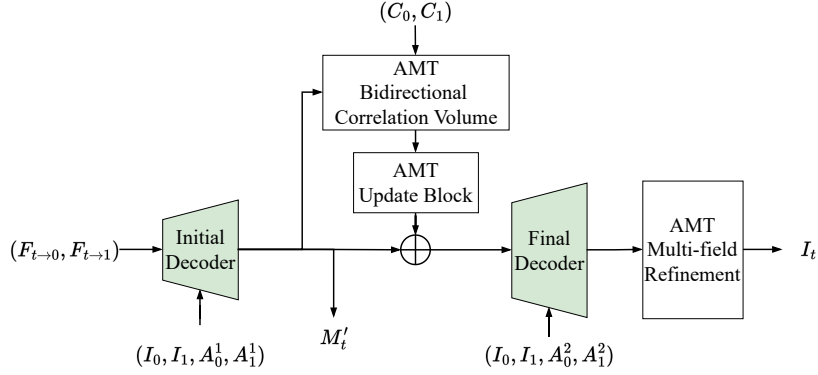 (C_0, C_1)
AMT
Bidirectional
Correlation Volume
AMT
Update Block
(F_{t→0}, F_{t→1})
Initial
Decoder
Final
Decoder
AMT
Multi-field
Refinement
I_t
M'_t
(I_0, I_1, A_0^1, A_1^1)
(I_0, I_1, A_0^2, A_1^2)